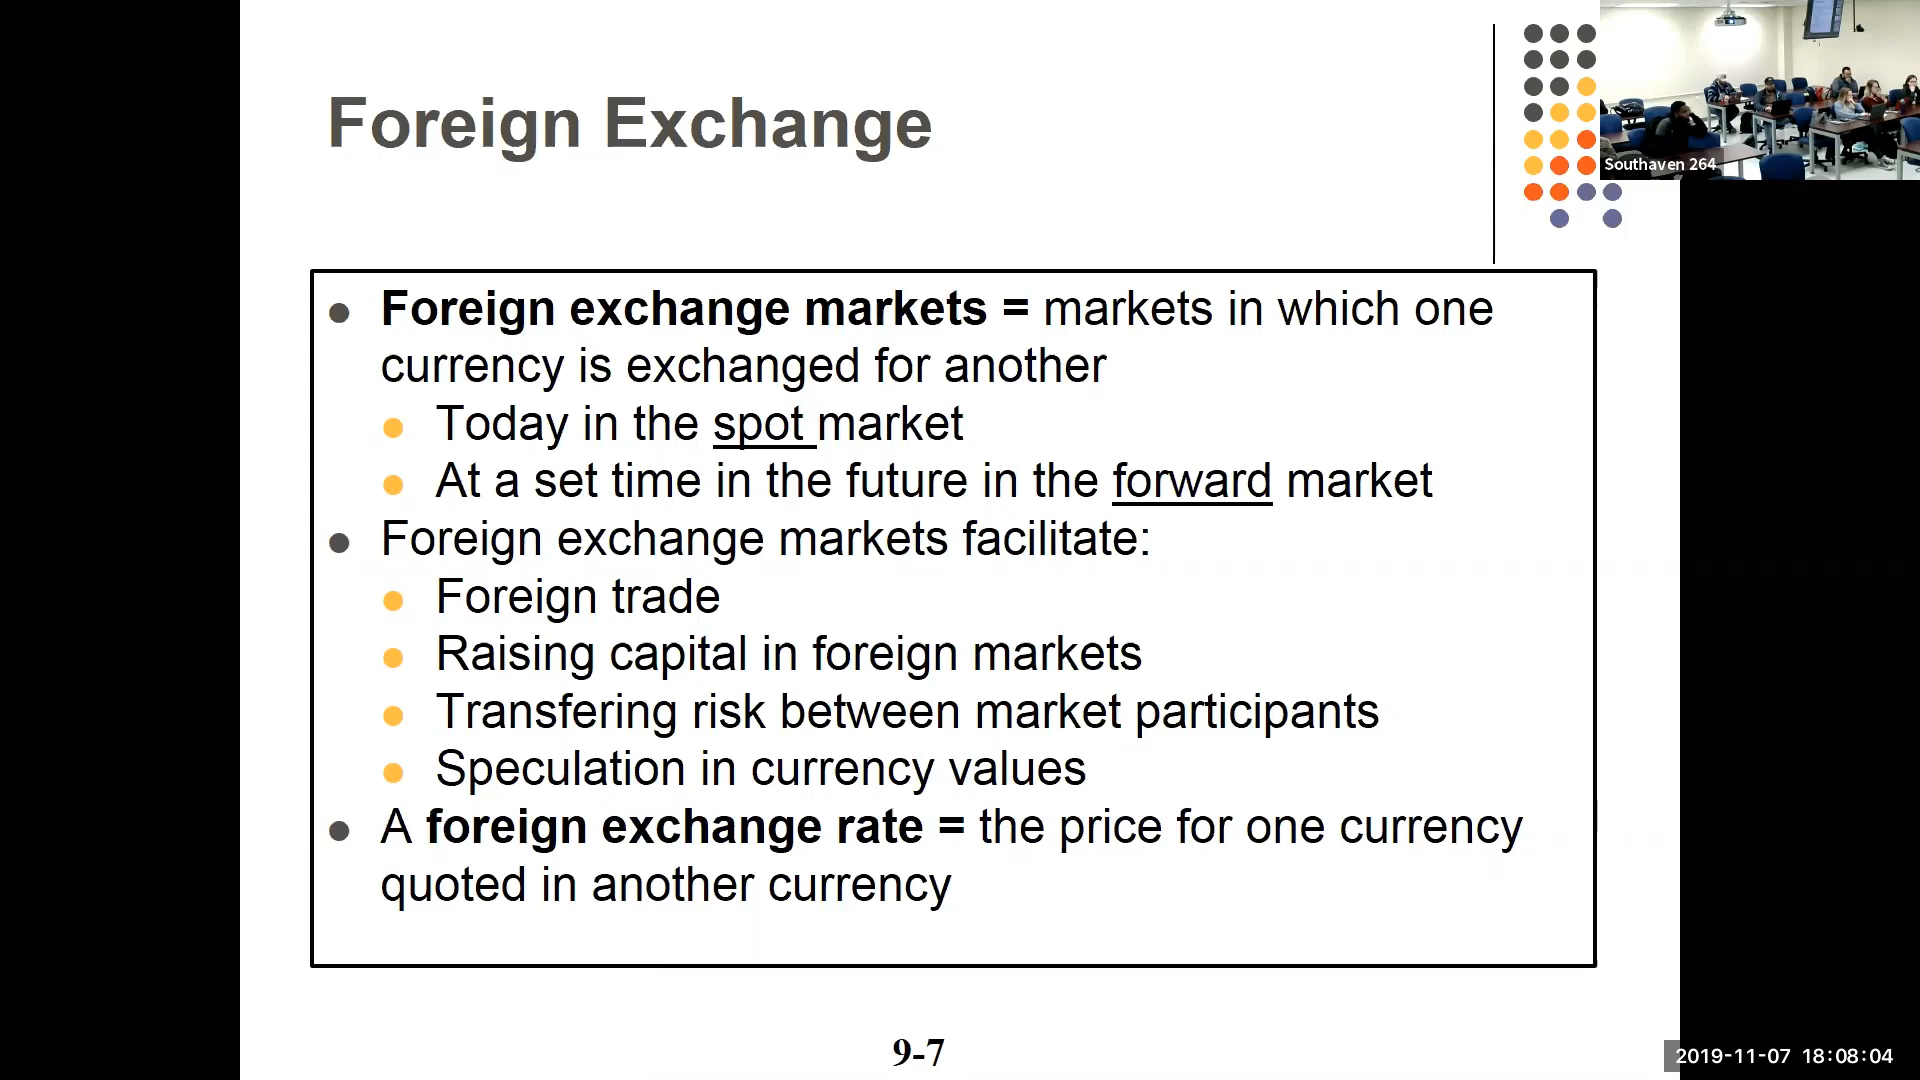 Foreign Exchange
Southaven 264
Foreign exchange markets = markets in which one
currency is exchanged for another
Today in the spot market
At a set time in the future in the forward market
Foreign exchange markets facilitate:
Foreign trade
Raising capital in foreign markets
Transfering risk between market participants
Speculation in currency values
A foreign exchange rate = the price for one currency
quoted in another currency
9-7
2019-11-07 18:08:04